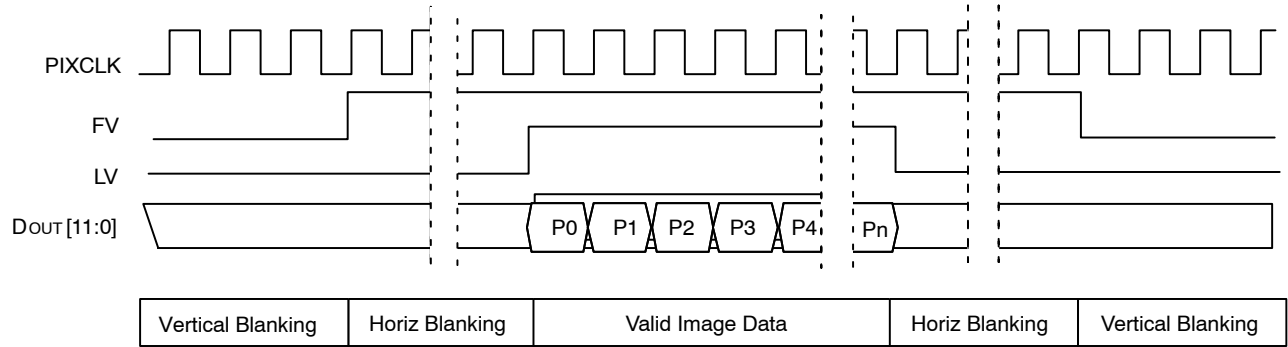 PIXCLK
FV
LV
DOUT[11:0]
P0 P1 P2 P3 P4 Pn
Vertical Blanking Horiz Blanking Valid Image Data Horiz Blanking Vertical Blanking